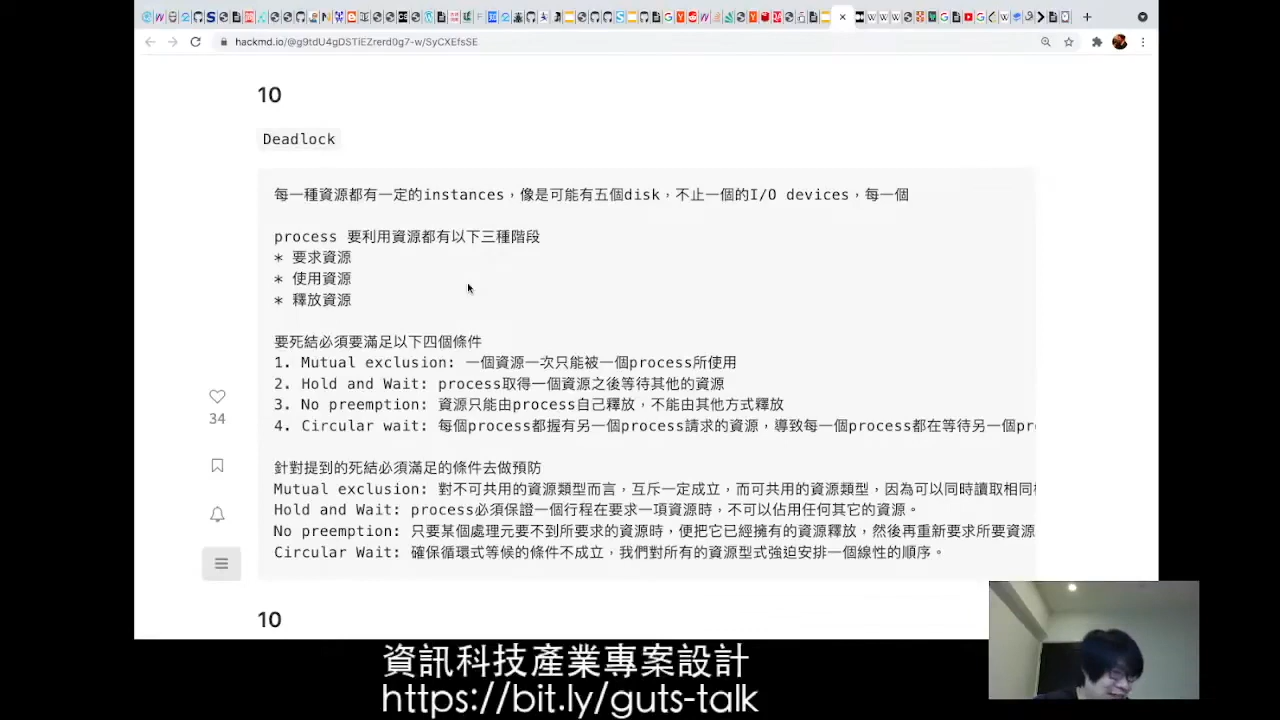 hackmd.io/@g9tdU4gDSTiEZrerd0g7-w/SyCXEfsSE
10
Deadlock
每一種資源都有一定的instances，像是可能有五個disk，不止一個的I/O devices，每一個
process 要利用資源都有以下三種階段
* 要求資源
* 使用資源
* 釋放資源
要死結必須要滿足以下四個條件
1. Mutual exclusion: 一個資源一次只能被一個process所使用
2. Hold and Wait: process取得一個資源之後等待其他的資源
3. No preemption: 資源只能由process自己釋放，不能由其他方式釋放
4. Circular wait: 每個process都握有另一個process請求的資源，導致每一個process都在等待另一個pr
34
針對提到的死結必須滿足的條件去做預防
Mutual exclusion: 對不可共用的資源類型而言，互斥一定成立，而可共用的資源類型，因為可以同時讀取相同
Hold and Wait: process必須保證一個行程在要求一項資源時，不可以佔用任何其它的資源。
No preemption: 只要某個處理元要不到所要求的資源時，便把它已經擁有的資源釋放，然後再重新要求所要資源
Circular Wait: 確保循環式等候的條件不成立，我們對所有的資源型式強迫安排一個線性的順序。
10
資訊科技產業專案設計
https://bit.ly/guts-talk